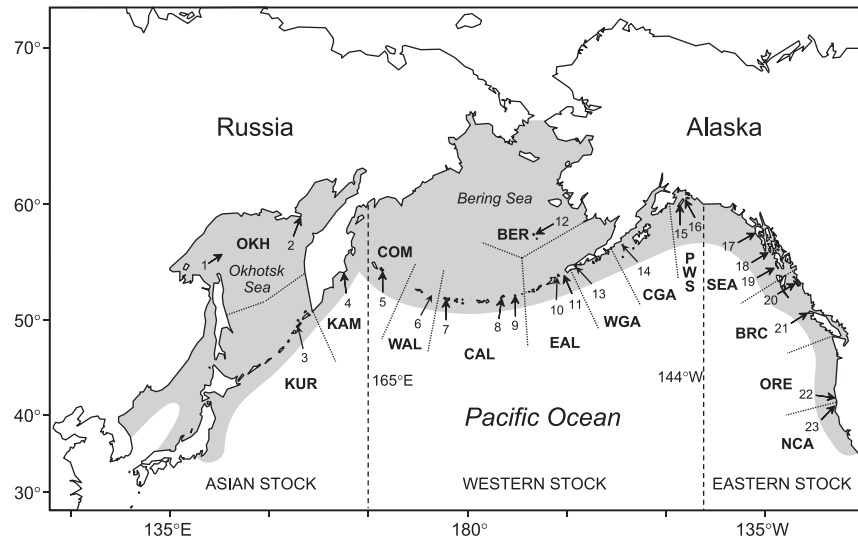 70°
60°
50°
40°
30°
Russia
Alaska
Bering Sea
12
BER
1
OKH
2
Okhotsk
Sea
COM
15
16
17
18
19
20
21
P
W
S
SEA
14
13
CGA
4
5
6
7
8
9
10
11
KAM
WAL
CAL
EAL
WGA
BRC
3
KUR
165°E
144°W
ORE
22
23
NCA
Pacific Ocean
ASIAN STOCK
WESTERN STOCK
EASTERN STOCK
135°E
180°
135°W